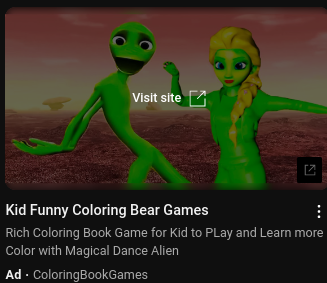 Visit site
Kid Funny Coloring Bear Games
Rich Coloring Book Game for Kid to PLay and Learn more
Color with Magical Dance Alien
Ad · ColoringBookGames